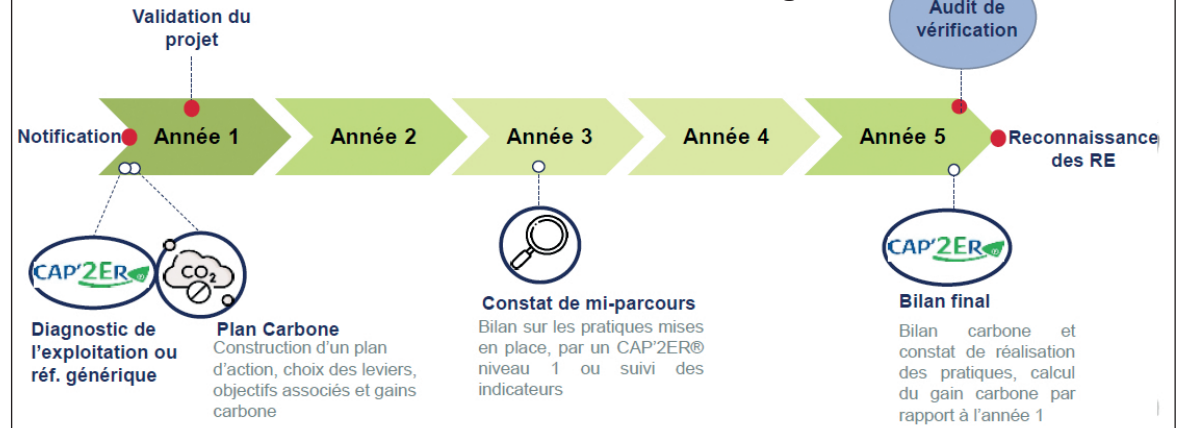 Validation du
projet
Audit de
vérification
Notification
Année 1
Année 2
Année 3
Année 4
Année 5
Reconnaissance
des RE
CAP'2ER
CO2
CAP'2ER
Diagnostic de
l'exploitation ou
réf. générique
Plan Carbone
Construction d'un plan
d'action, choix des leviers,
objectifs associés et gains
carbone
Constat de mi-parcours
Bilan sur les pratiques mises
en place, par un CAP'2ER®
niveau 1 ou suivi des
indicateurs
Bilan final
Bilan carbone et
constat de réalisation
des pratiques, calcul
du gain carbone par
rapport à l'année 1